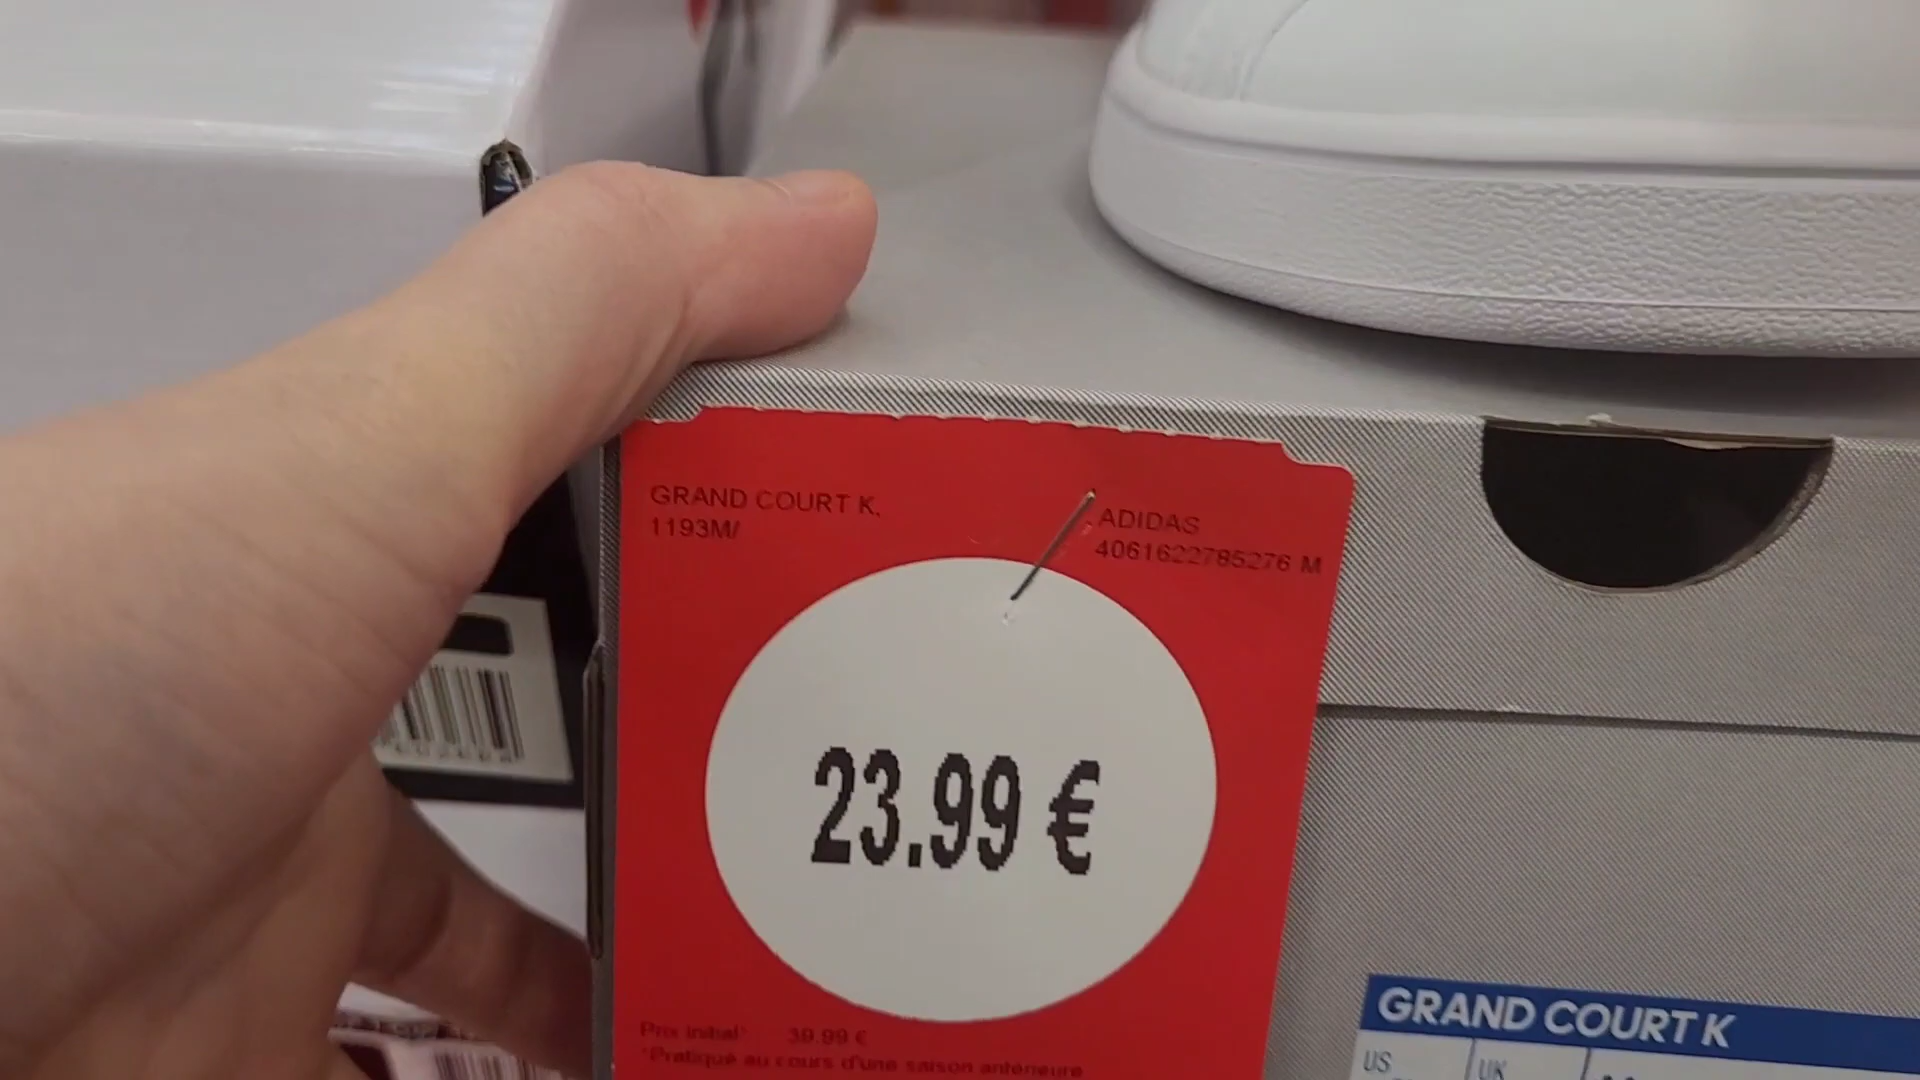 GRAND COURT K,
1193M/
ADIDAS
4061622785276 M
23.99 €
Prix initial* 39.99 €
*Pratiqué au cours d'une saison antérieure
GRAND COURT K
US UK